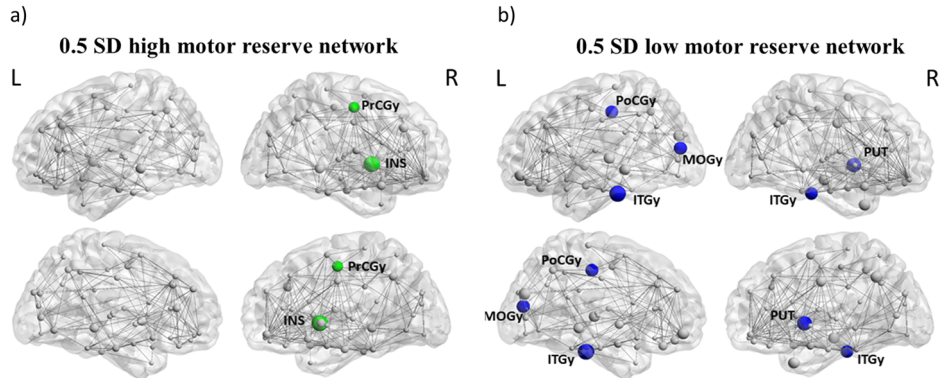 a)
0.5 SD high motor reserve network
L
R
PrCGy
INS
PrCGy
INS
b)
0.5 SD low motor reserve network
L
R
PoCGy
MOGy
ITGy
PUT
ITGy
PoCGy
MOGy
ITGy
PUT
ITGy